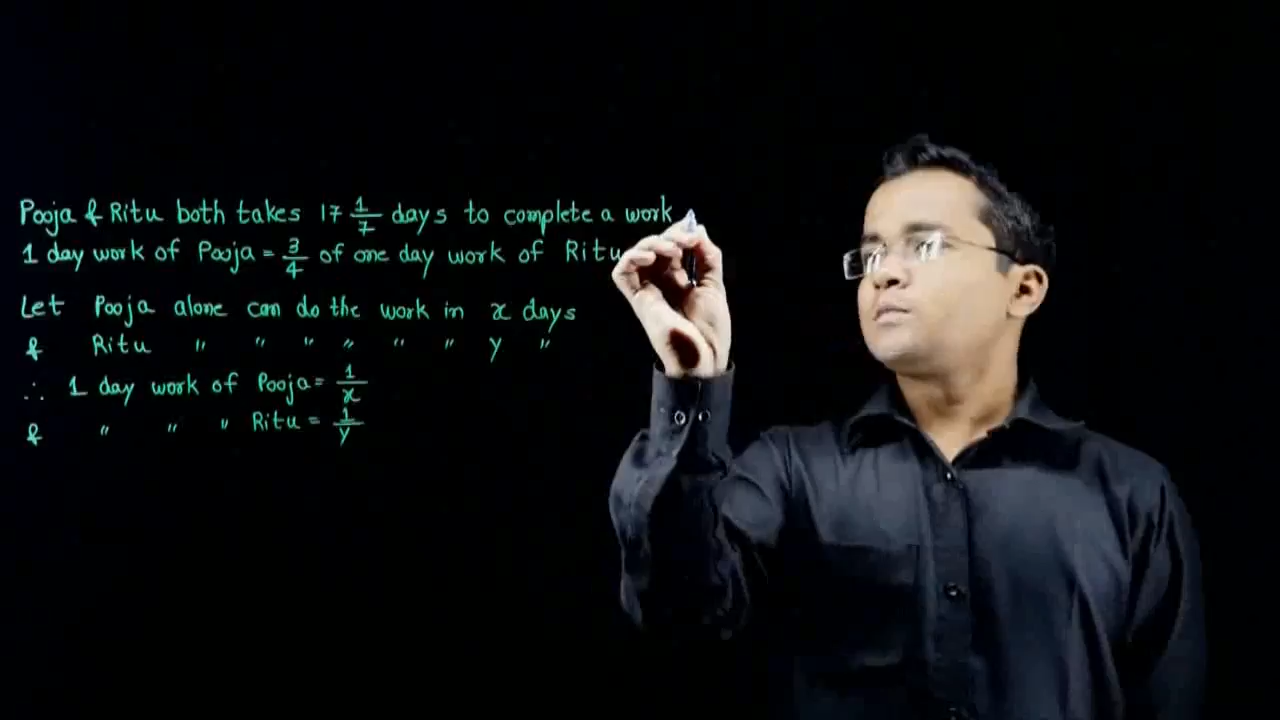 Pooja & Ritu both takes 17 1/7 days to complete a work
1 day work of Pooja = 3/4 of one day work of Ritu
Let Pooja alone can do the work in x days
& Ritu " " " " " " y "
∴ 1 day work of Pooja = 1/x
& " " " Ritu = 1/y